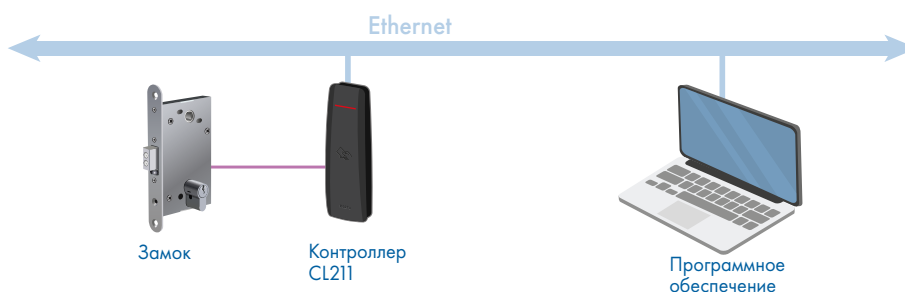 Ethernet
Замок
Контроллер
CL211
Программное
обеспечение